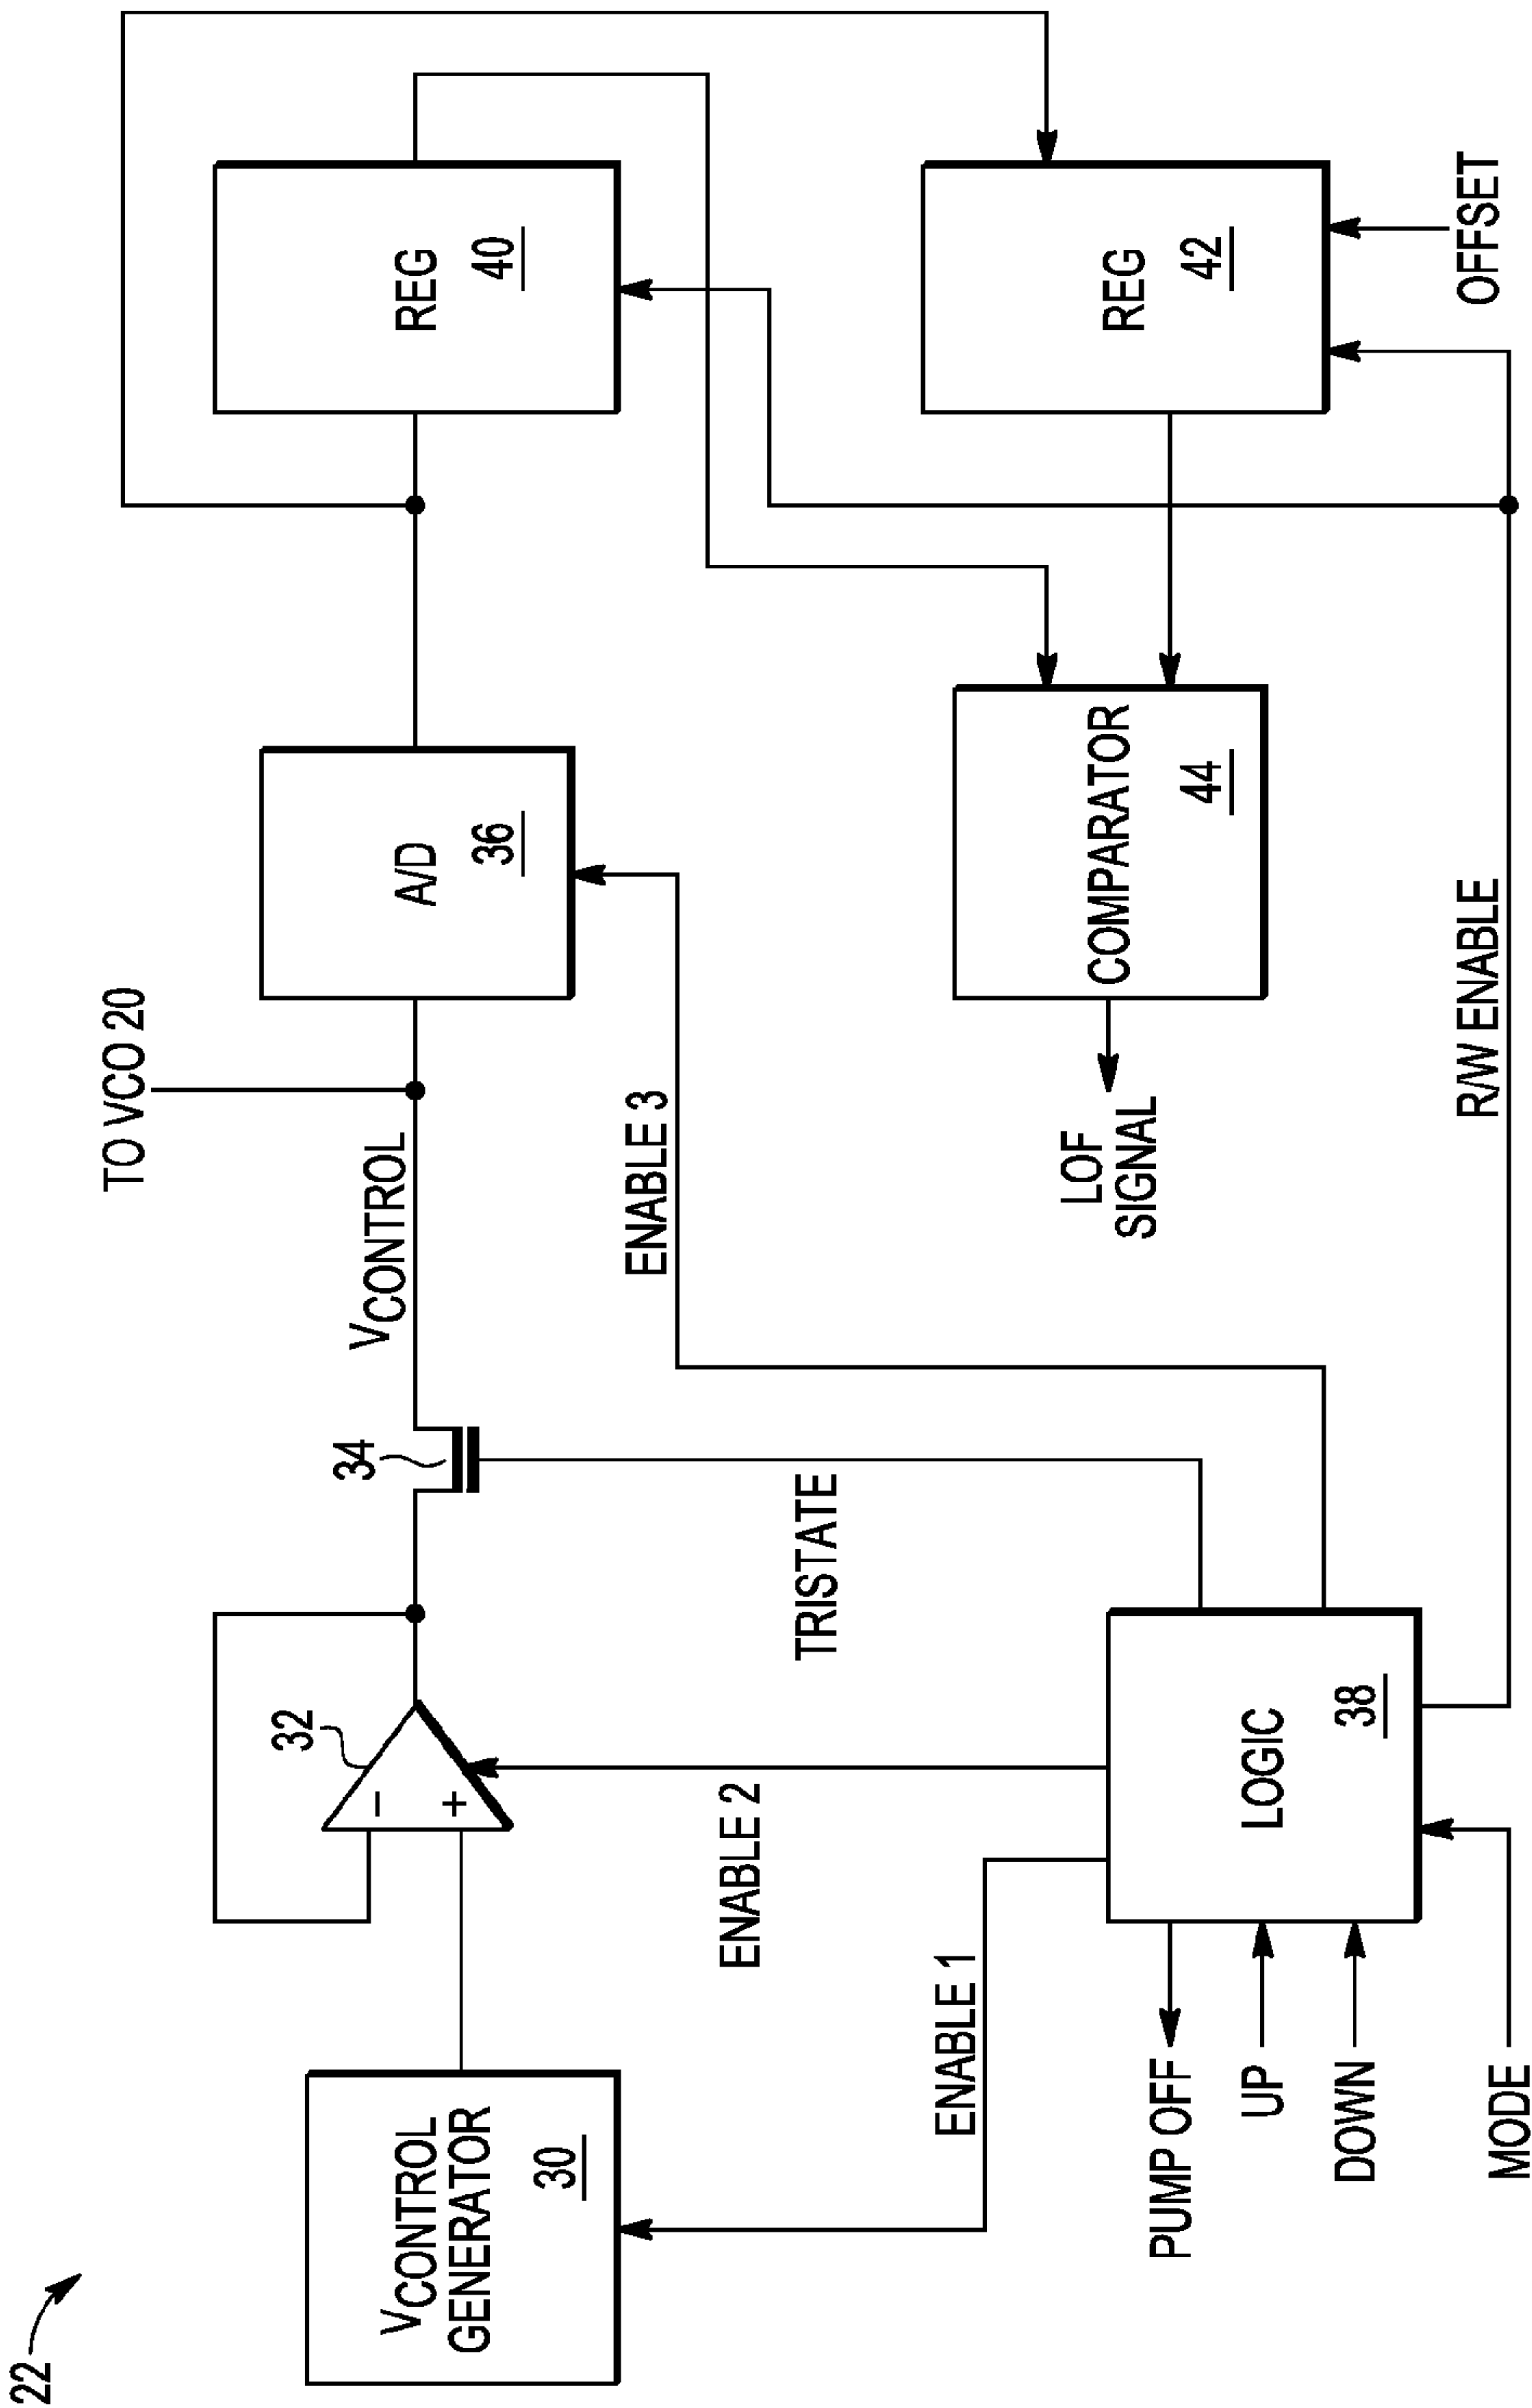 22
TO VCO 20
VCONTROL
GENERATOR
30
32
−
+
34
VCONTROL
A/D
36
REG
40
ENABLE 1
ENABLE 2
TRISTATE
ENABLE 3
LOF
SIGNAL
COMPARATOR
44
REG
42
PUMP OFF
UP
DOWN
MODE
LOGIC
38
R/W ENABLE
OFFSET